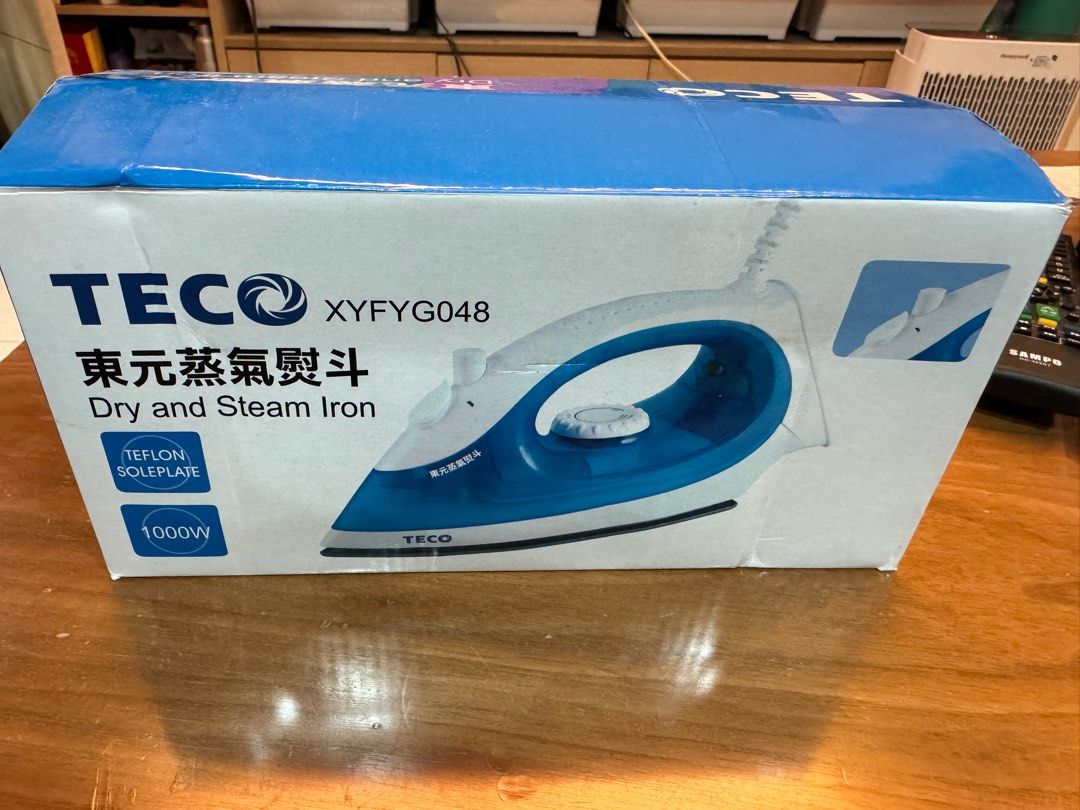 TECO
TECO XYFYG048
東元蒸氣熨斗
Dry and Steam Iron
TEFLON
SOLEPLATE
1000W
東元蒸氣熨斗
TECO
SAMPO